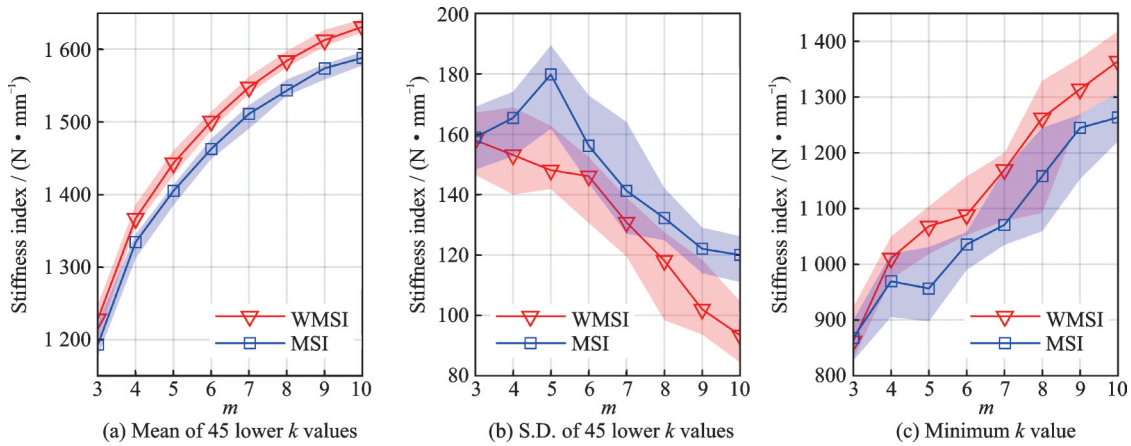 Stiffness index / (N • mm⁻¹)
1 600
1 500
1 400
1 300
1 200
WMSI
MSI
3 4 5 6 7 8 9 10
m
(a) Mean of 45 lower k values
Stiffness index / (N • mm⁻¹)
200
180
160
140
120
100
80
WMSI
MSI
3 4 5 6 7 8 9 10
m
(b) S.D. of 45 lower k values
Stiffness index / (N • mm⁻¹)
1 400
1 300
1 200
1 100
1 000
900
800
WMSI
MSI
3 4 5 6 7 8 9 10
m
(c) Minimum k value